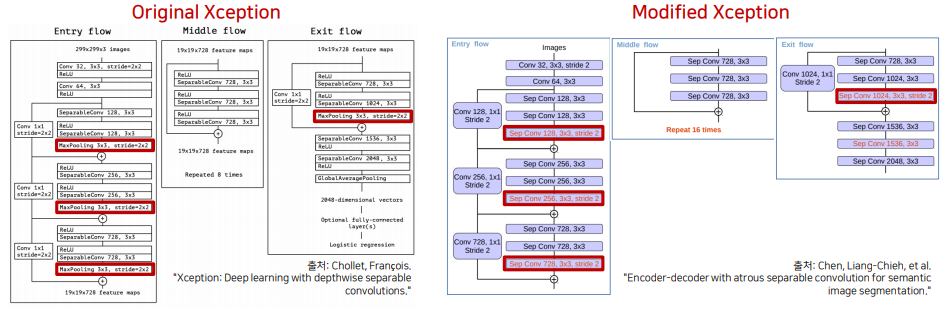 Original Xception
Entry flow
299x299x3 images
Conv 32, 3x3, stride=2x2
ReLU
Conv 64, 3x3
ReLU
SeparableConv 128, 3x3
ReLU
SeparableConv 128, 3x3
MaxPooling 3x3, stride=2x2
Conv 1x1
stride=2x2
+
ReLU
SeparableConv 256, 3x3
ReLU
SeparableConv 256, 3x3
MaxPooling 3x3, stride=2x2
Conv 1x1
stride=2x2
+
ReLU
SeparableConv 728, 3x3
ReLU
SeparableConv 728, 3x3
MaxPooling 3x3, stride=2x2
Conv 1x1
stride=2x2
+
19x19x728 feature maps
Middle flow
19x19x728 feature maps
ReLU
SeparableConv 728, 3x3
ReLU
SeparableConv 728, 3x3
ReLU
SeparableConv 728, 3x3
+
19x19x728 feature maps
Repeated 8 times
Exit flow
19x19x728 feature maps
ReLU
SeparableConv 728, 3x3
ReLU
SeparableConv 1024, 3x3
MaxPooling 3x3, stride=2x2
Conv 1x1
stride=2x2
+
SeparableConv 1536, 3x3
ReLU
SeparableConv 2048, 3x3
ReLU
GlobalAveragePooling
2048-dimensional vectors
Optional fully-connected
layer(s)
Logistic regression
출처: Chollet, François.
"Xception: Deep learning with depthwise separable
convolutions."
Modified Xception
Entry flow
Images
Conv 32, 3x3, stride 2
Conv 64, 3x3
Sep Conv 128, 3x3
Sep Conv 128, 3x3
Sep Conv 128, 3x3, stride 2
Conv 128, 1x1
Stride 2
+
Sep Conv 256, 3x3
Sep Conv 256, 3x3
Sep Conv 256, 3x3, stride 2
Conv 256, 1x1
Stride 2
+
Sep Conv 728, 3x3
Sep Conv 728, 3x3
Sep Conv 728, 3x3, stride 2
Conv 728, 1x1
Stride 2
+
Middle flow
Sep Conv 728, 3x3
Sep Conv 728, 3x3
Sep Conv 728, 3x3
+
Repeat 16 times
Exit flow
Sep Conv 728, 3x3
Sep Conv 1024, 3x3
Sep Conv 1024, 3x3, stride 2
Conv 1024, 1x1
Stride 2
+
Sep Conv 1536, 3x3
Sep Conv 1536, 3x3
Sep Conv 2048, 3x3
출처: Chen, Liang-Chieh, et al.
"Encoder-decoder with atrous separable convolution for semantic
image segmentation."